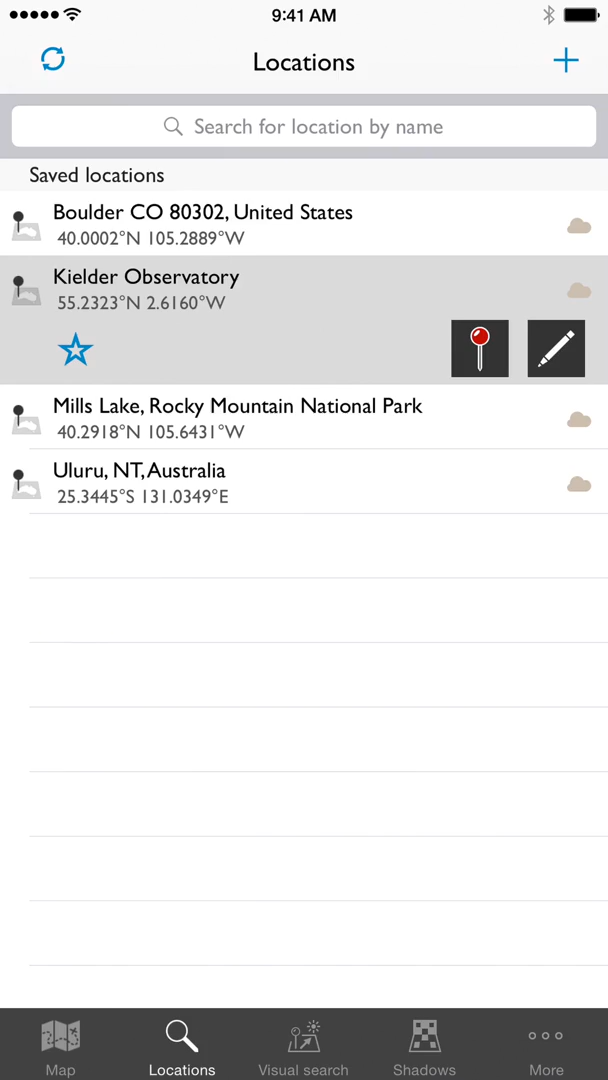 9:41 AM
Locations
Search for location by name
Saved locations
Boulder CO 80302, United States
40.0002°N 105.2889°W
Kielder Observatory
55.2323°N 2.6160°W
Mills Lake, Rocky Mountain National Park
40.2918°N 105.6431°W
Uluru, NT, Australia
25.3445°S 131.0349°E
Map Locations Visual search Shadows More